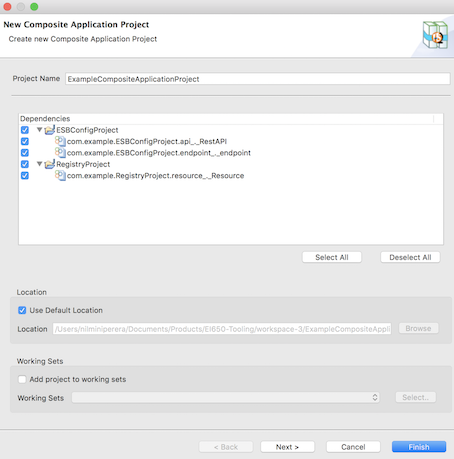 New Composite Application Project
Create new Composite Application Project
Project Name ExampleCompositeApplicationProject
Dependencies
ESBConfigProject
com.example.ESBConfigProject.api_._RestAPI
com.example.ESBConfigProject.endpoint_._endpoint
RegistryProject
com.example.RegistryProject.resource_._Resource
Select All Deselect All
Location
Use Default Location
Location /Users/nilminiperera/Documents/Products/EI650-Tooling/workspace-3/ExampleCompositeAppli Browse
Working Sets
Add project to working sets
Working Sets Select..
< Back Next > Cancel Finish